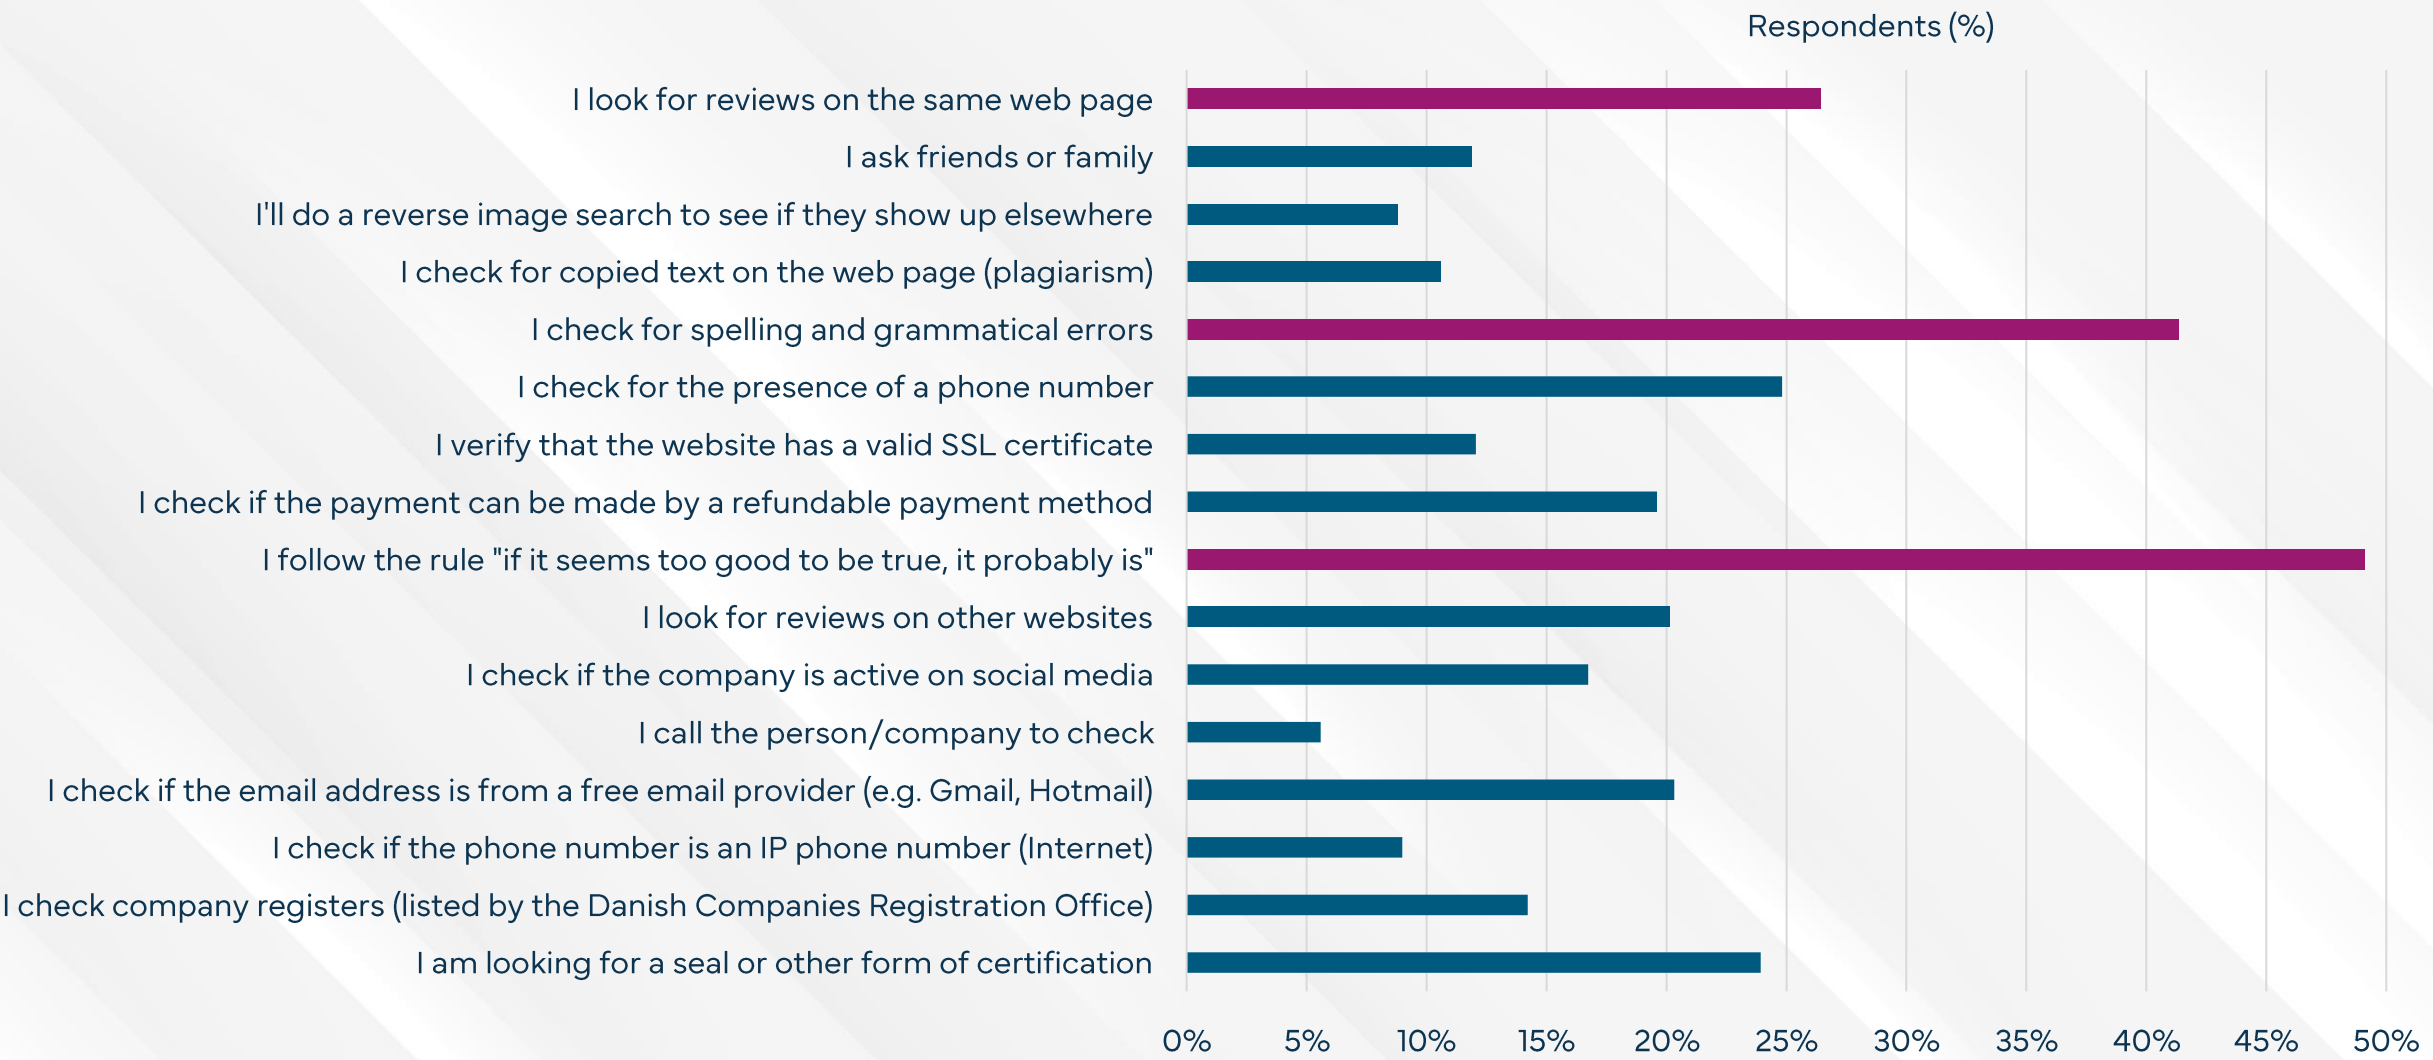 Respondents (%)
I look for reviews on the same web page
I ask friends or family
I'll do a reverse image search to see if they show up elsewhere
I check for copied text on the web page (plagiarism)
I check for spelling and grammatical errors
I check for the presence of a phone number
I verify that the website has a valid SSL certificate
I check if the payment can be made by a refundable payment method
I follow the rule "if it seems too good to be true, it probably is"
I look for reviews on other websites
I check if the company is active on social media
I call the person/company to check
I check if the email address is from a free email provider (e.g. Gmail, Hotmail)
I check if the phone number is an IP phone number (Internet)
I check company registers (listed by the Danish Companies Registration Office)
I am looking for a seal or other form of certification
0% 5% 10% 15% 20% 25% 30% 35% 40% 45% 50%